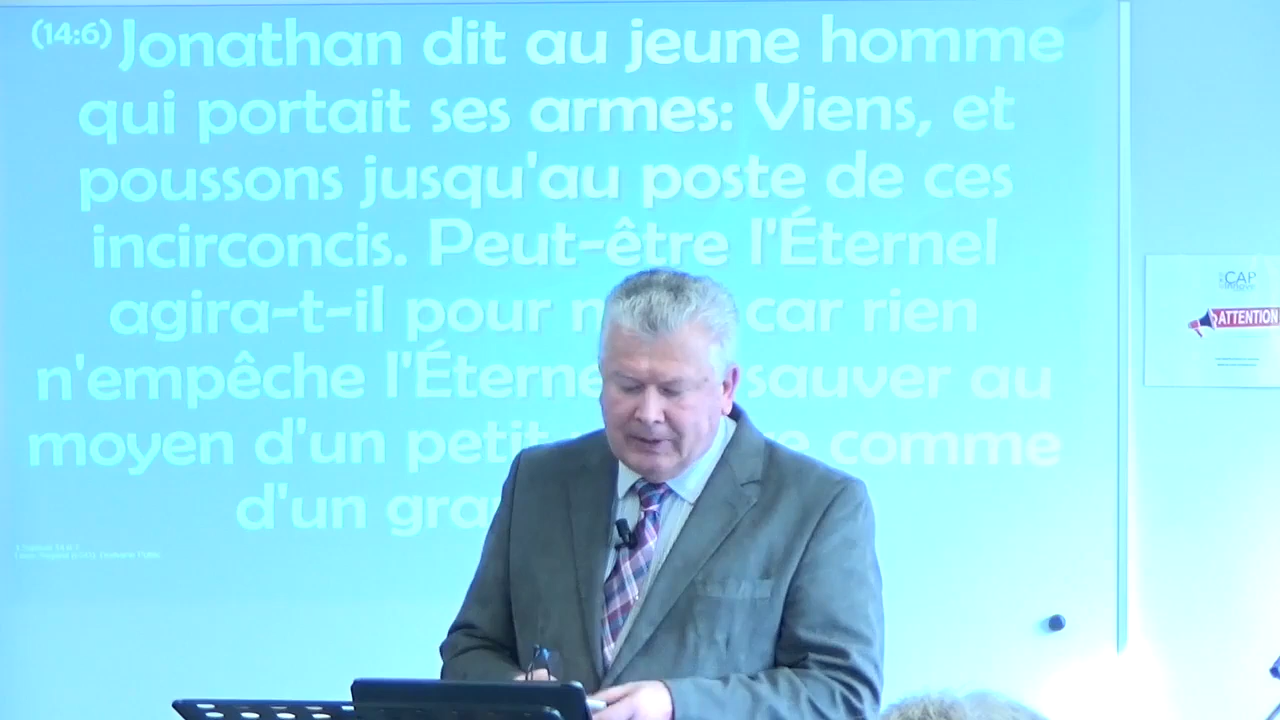 (14:6) Jonathan dit au jeune homme
qui portait ses armes: Viens, et
poussons jusqu'au poste de ces
incirconcis. Peut-être l'Éternel
agira-t-il pour car rien
n'empêche l'Éterne sauver au
moyen d'un petit comme
d'un gra
CAP
ATTENTION